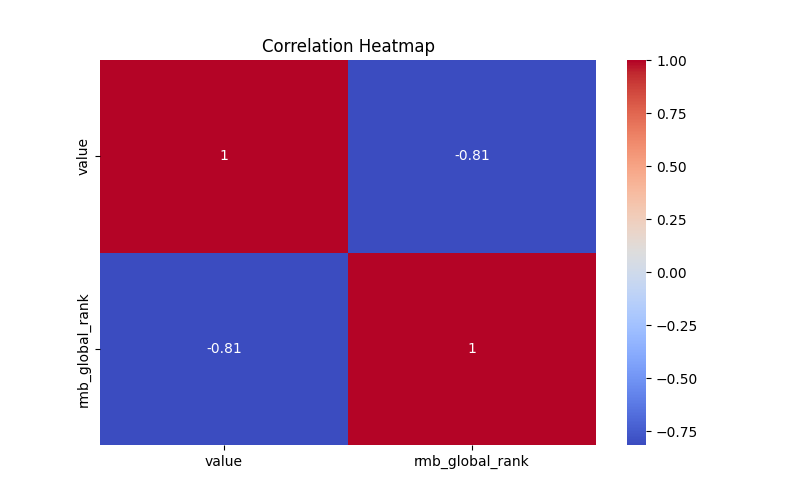 Correlation Heatmap
value
1
-0.81
rmb_global_rank
-0.81
1
value
rmb_global_rank
1.00
0.75
0.50
0.25
0.00
−0.25
−0.50
−0.75